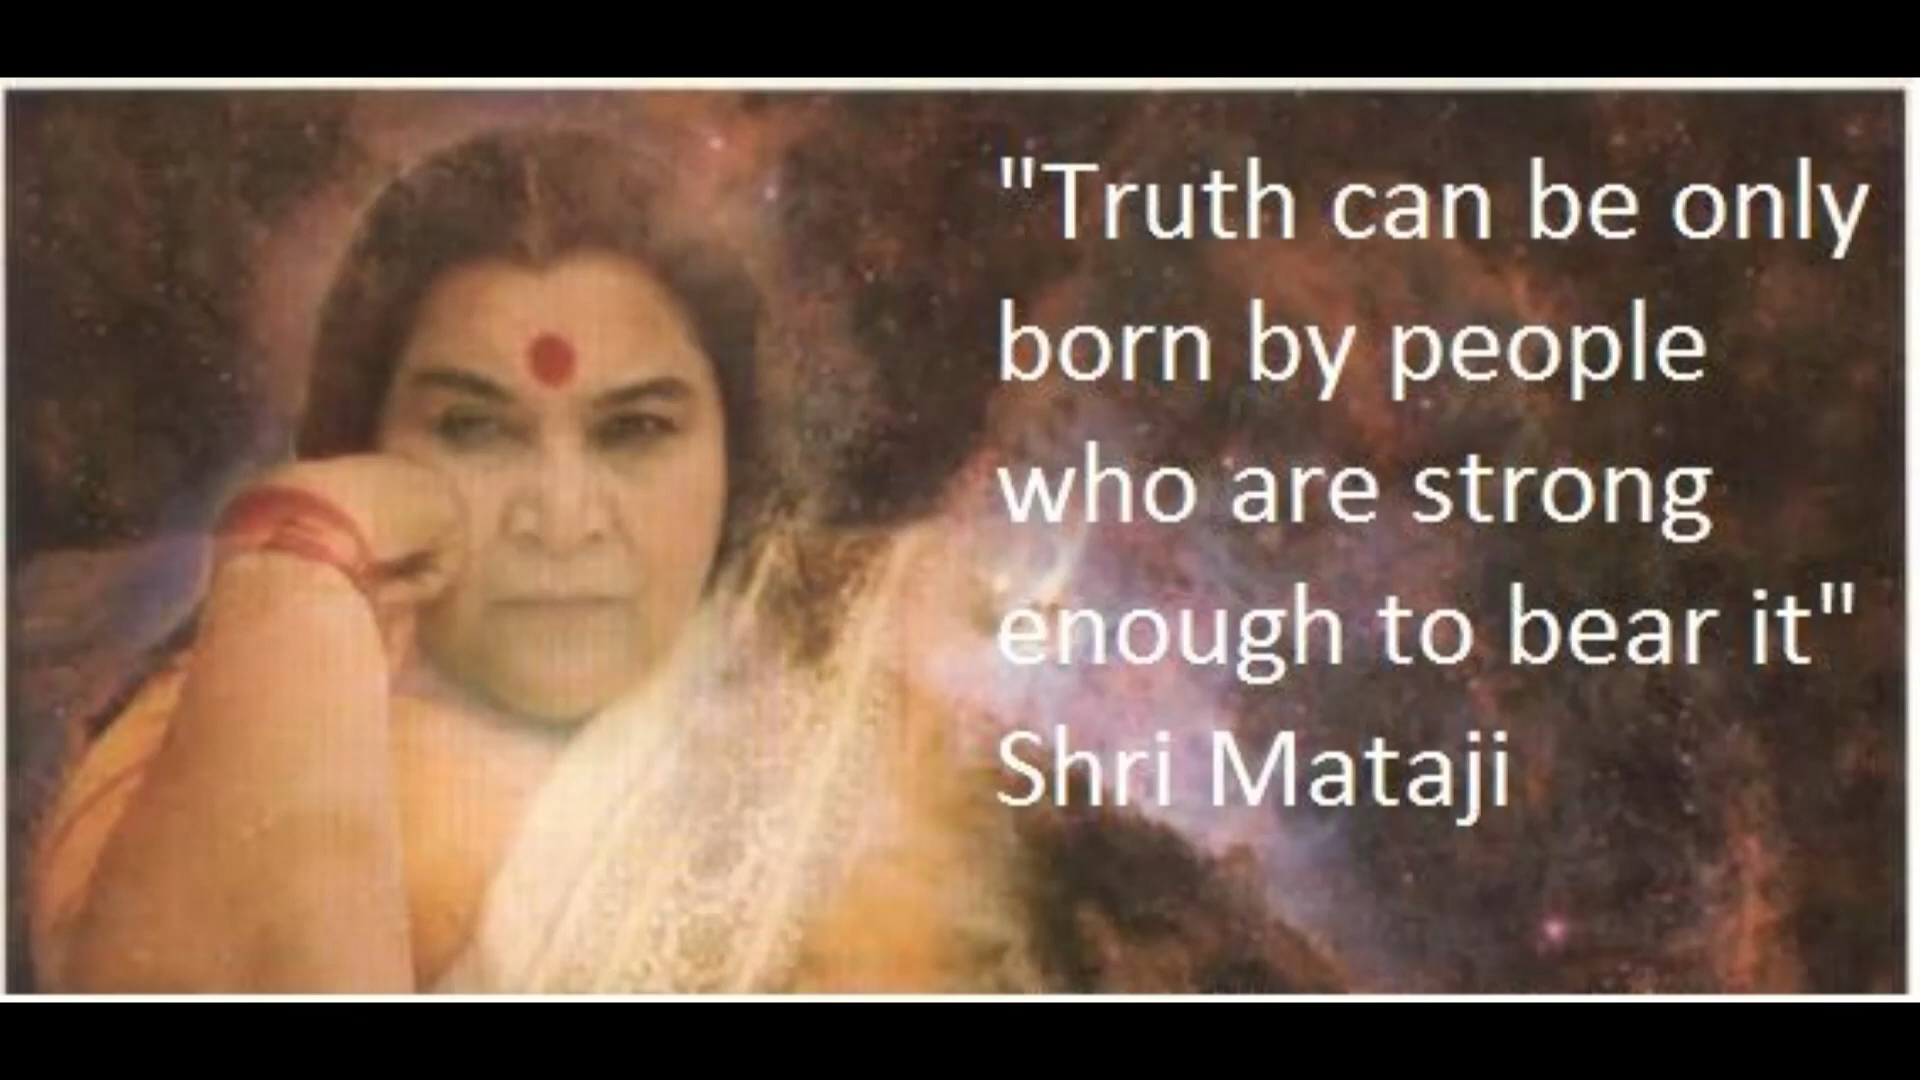 "Truth can be only
born by people
who are strong
enough to bear it"
Shri Mataji